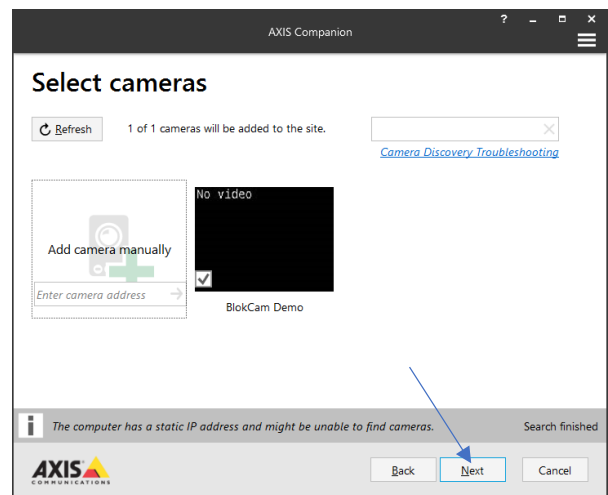 AXIS Companion
?
Select cameras
Refresh
1 of 1 cameras will be added to the site.
Camera Discovery Troubleshooting
Add camera manually
Enter camera address
No video
BlokCam Demo
i The computer has a static IP address and might be unable to find cameras.
Search finished
AXIS
COMMUNICATIONS
Back
Next
Cancel